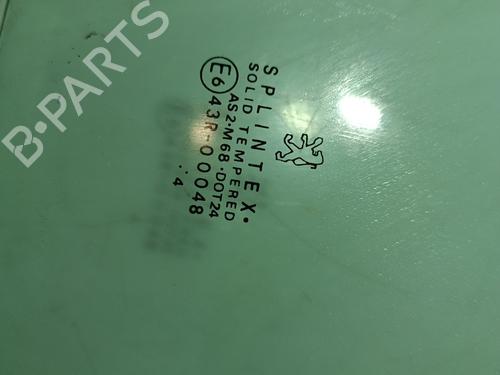 B-PARTS
SPLINTEX•
SOLID TEMPERED
AS2•M68•DOT24
E6 43R-00048
∴4